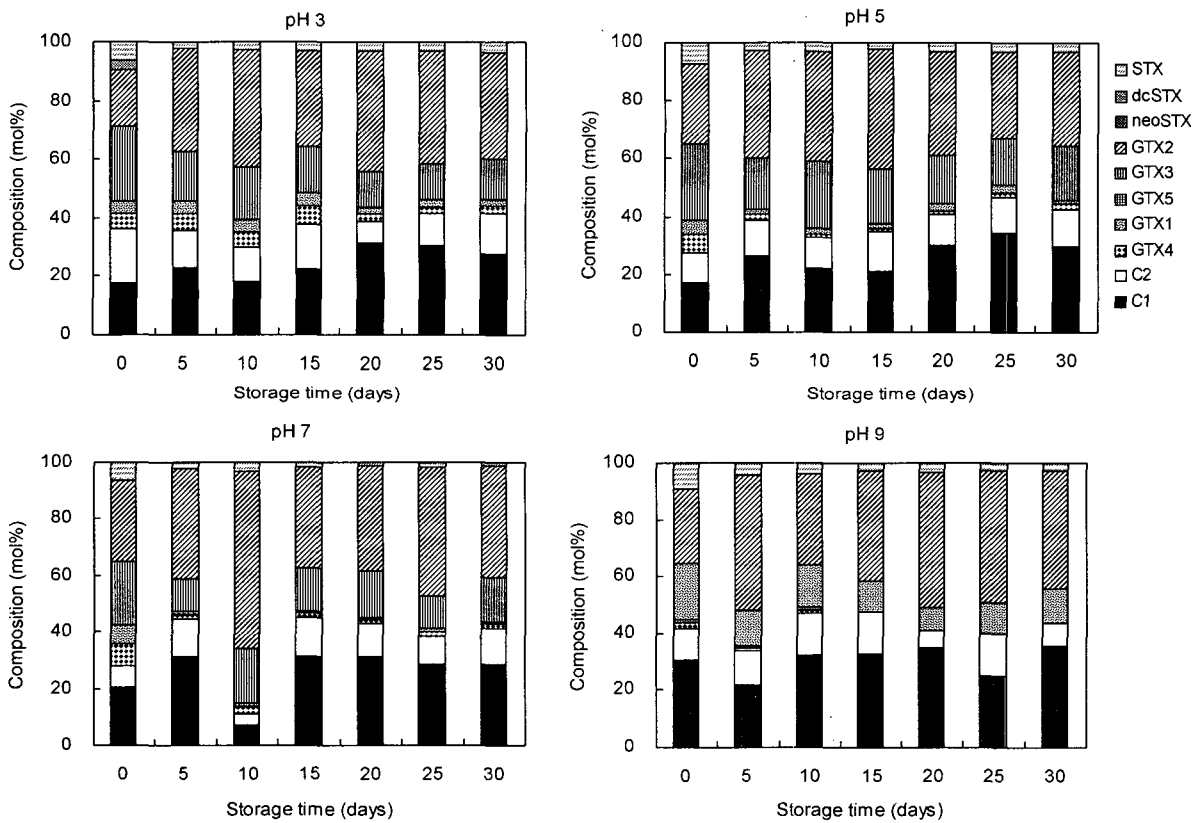 pH 3
100
80
60
40
20
0
Composition (mol%)
0 5 10 15 20 25 30
Storage time (days)
pH 5
100
80
60
40
20
0
Composition (mol%)
0 5 10 15 20 25 30
Storage time (days)
STX
dcSTX
neoSTX
GTX2
GTX3
GTX5
GTX1
GTX4
C2
C1
pH 7
100
80
60
40
20
0
Composition (mol%)
0 5 10 15 20 25 30
Storage time (days)
pH 9
100
80
60
40
20
0
Composition (mol%)
0 5 10 15 20 25 30
Storage time (days)